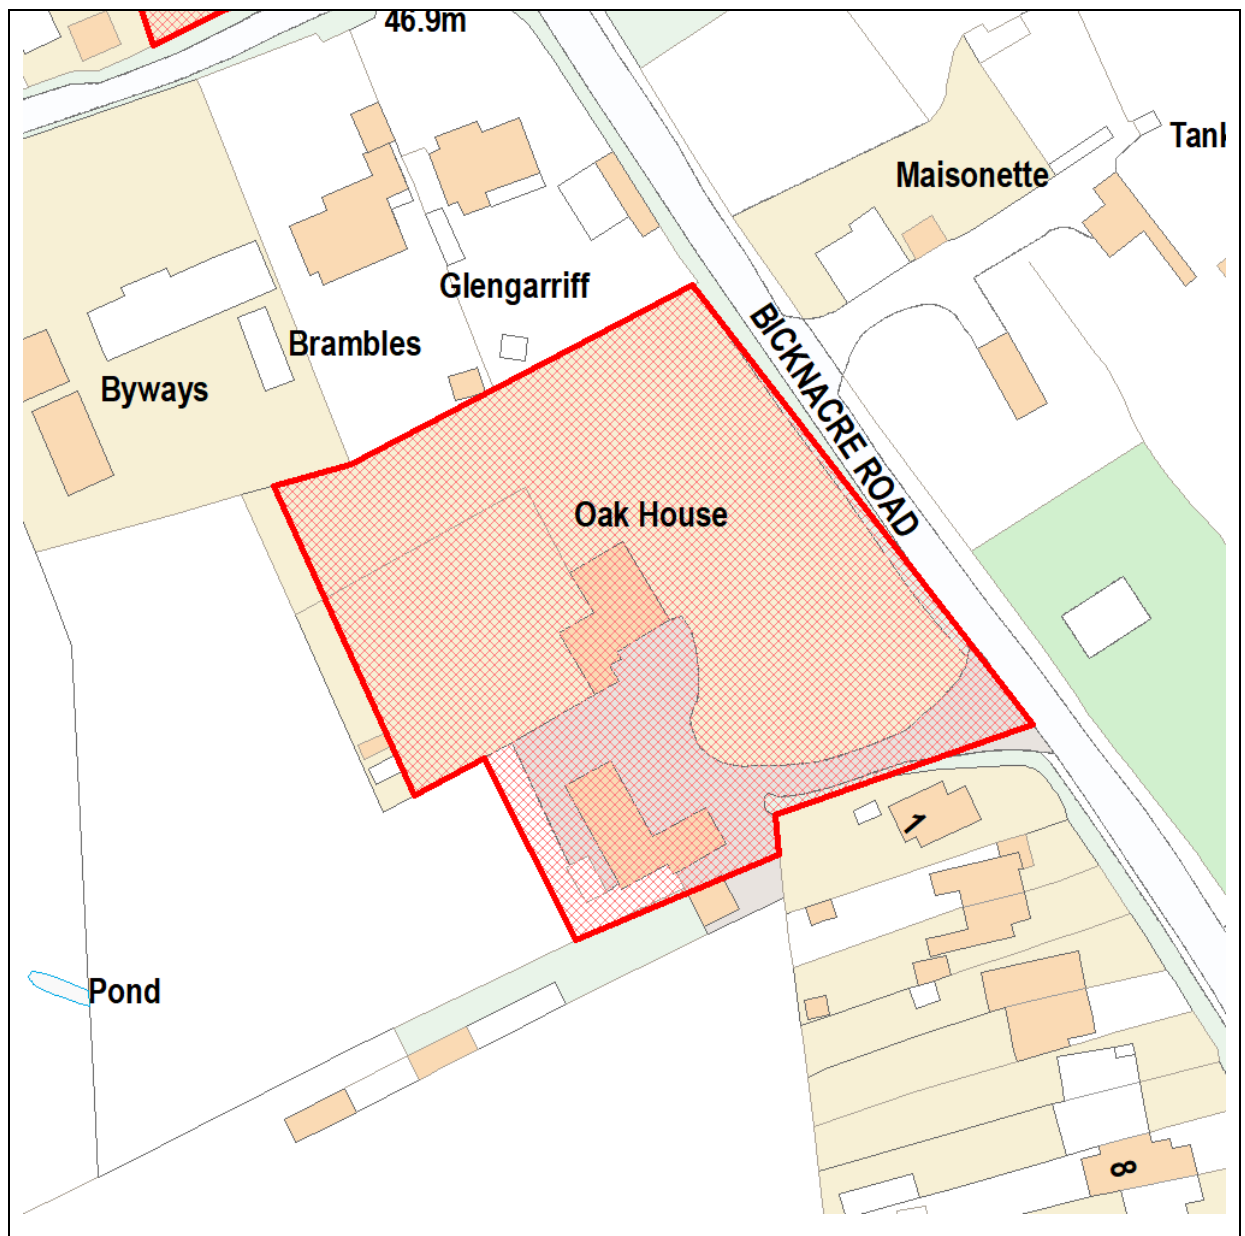 46.9m
Tank
Maisonette
Glengarriff
BICKNACRE ROAD
Brambles
Byways
Oak House
1
Pond
8